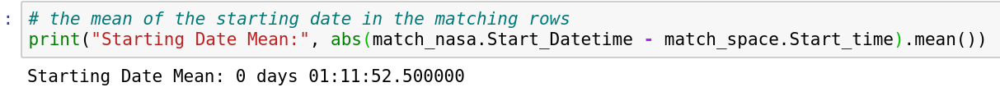 :
# the mean of the starting date in the matching rows
print("Starting Date Mean:", abs(match_nasa.Start_Datetime - match_space.Start_time).mean())
Starting Date Mean: 0 days 01:11:52.500000